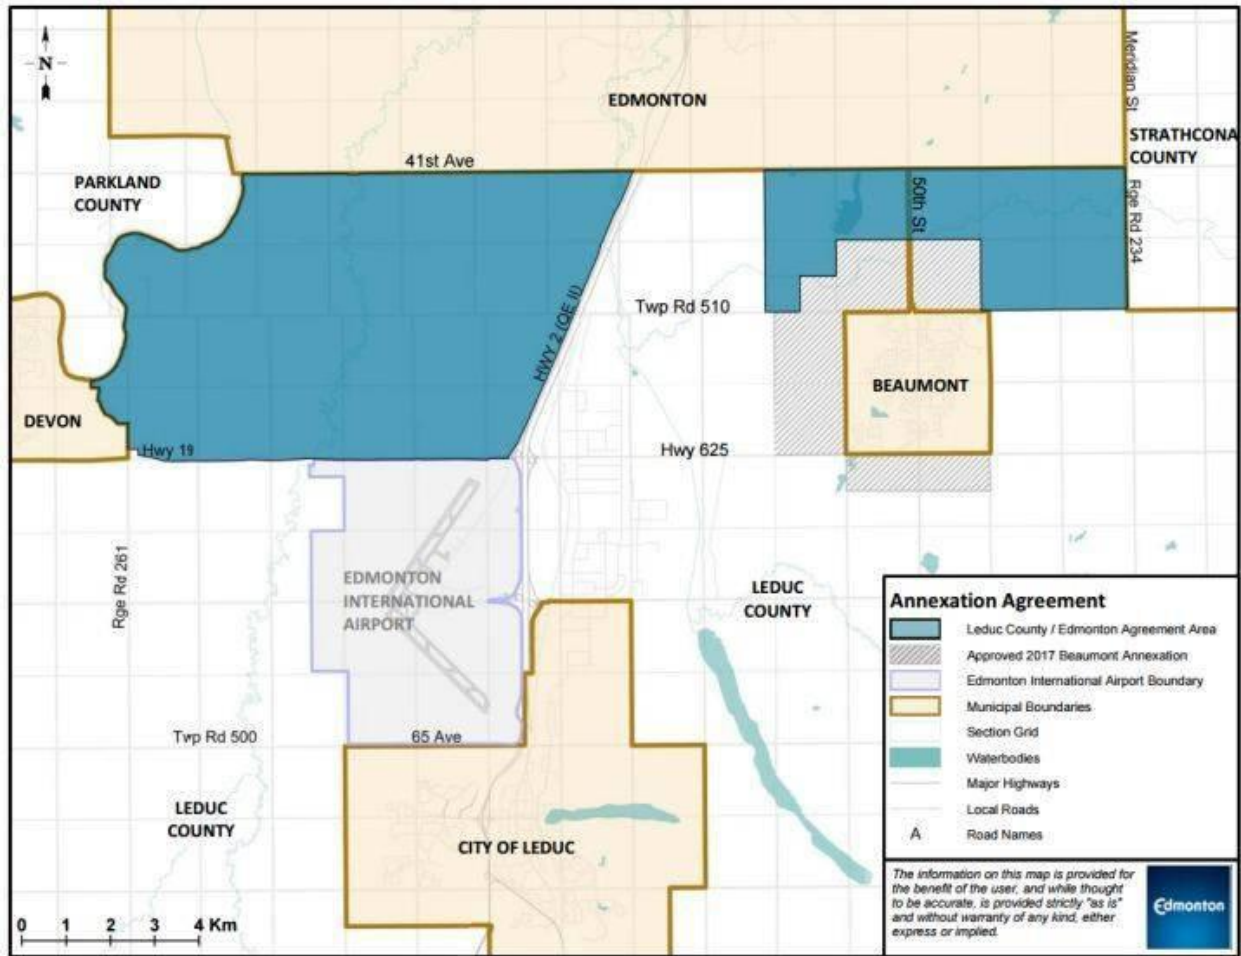 N
EDMONTON
Meridian St
STRATHCONA
COUNTY
41st Ave
PARKLAND
COUNTY
50th St
Rge Rd 234
HWY 2 (QE II)
Twp Rd 510
BEAUMONT
DEVON
Hwy 19
Hwy 625
Rge Rd 261
EDMONTON
INTERNATIONAL
AIRPORT
LEDUC
COUNTY
Twp Rd 500
65 Ave
LEDUC
COUNTY
CITY OF LEDUC
0 1 2 3 4 Km
Annexation Agreement
Leduc County / Edmonton Agreement Area
Approved 2017 Beaumont Annexation
Edmonton International Airport Boundary
Municipal Boundaries
Section Grid
Waterbodies
Major Highways
Local Roads
A Road Names
The information on this map is provided for
the benefit of the user, and while thought
to be accurate, is provided strictly "as is"
and without warranty of any kind, either
express or implied.
Edmonton